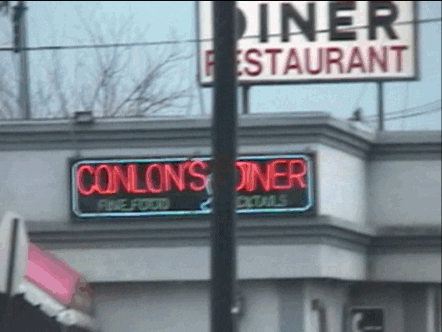 DINER
RESTAURANT
CONLON'S DINER
FINE FOOD COCKTAILS